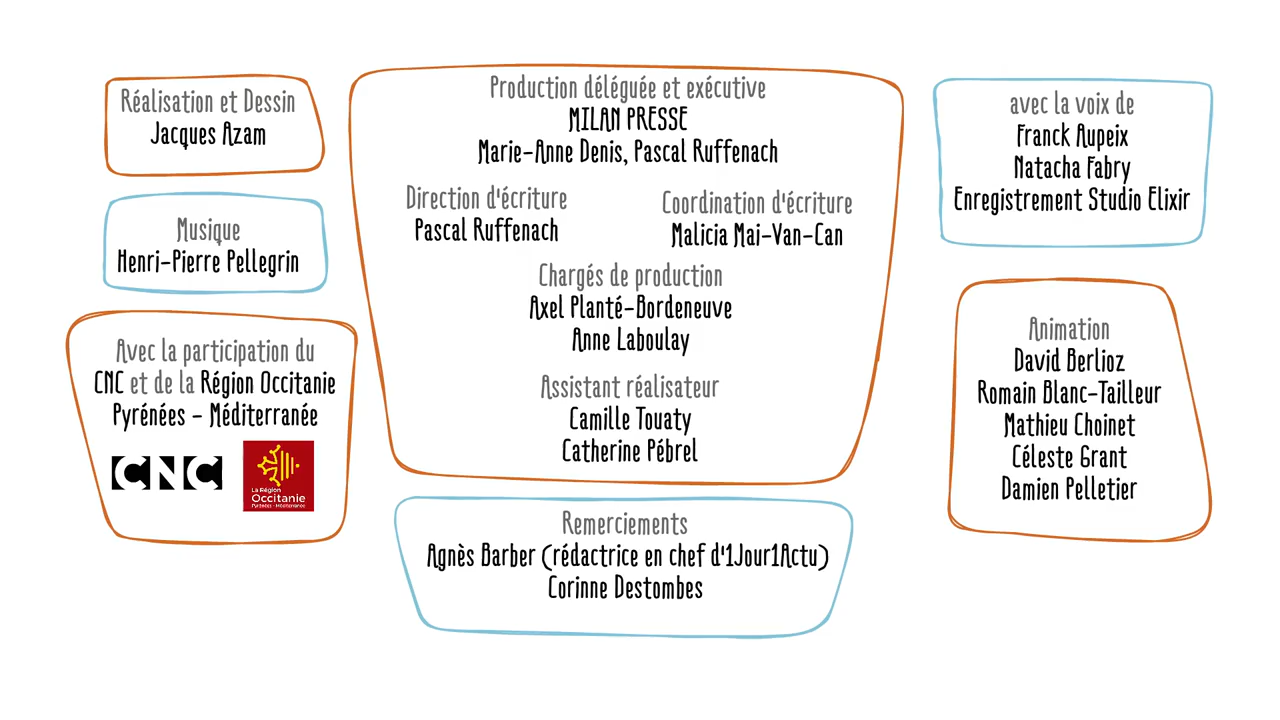 Réalisation et Dessin
Jacques Azam
Musique
Henri-Pierre Pellegrin
Avec la participation du
CNC et de la Région Occitanie
Pyrénées - Méditerranée
CNC
La Région
Occitanie
Pyrénées - Méditerranée
Production déléguée et exécutive
MILAN PRESSE
Marie-Anne Denis, Pascal Ruffenach
Direction d'écriture
Pascal Ruffenach
Coordination d'écriture
Malicia Mai-Van-Can
Chargés de production
Axel Planté-Bordeneuve
Anne Laboulay
Assistant réalisateur
Camille Touaty
Catherine Pébrel
Remerciements
Agnès Barber (rédactrice en chef d'1Jour1Actu)
Corinne Destombes
avec la voix de
Franck Aupeix
Natacha Fabry
Enregistrement Studio Elixir
Animation
David Berlioz
Romain Blanc-Tailleur
Mathieu Choinet
Céleste Grant
Damien Pelletier